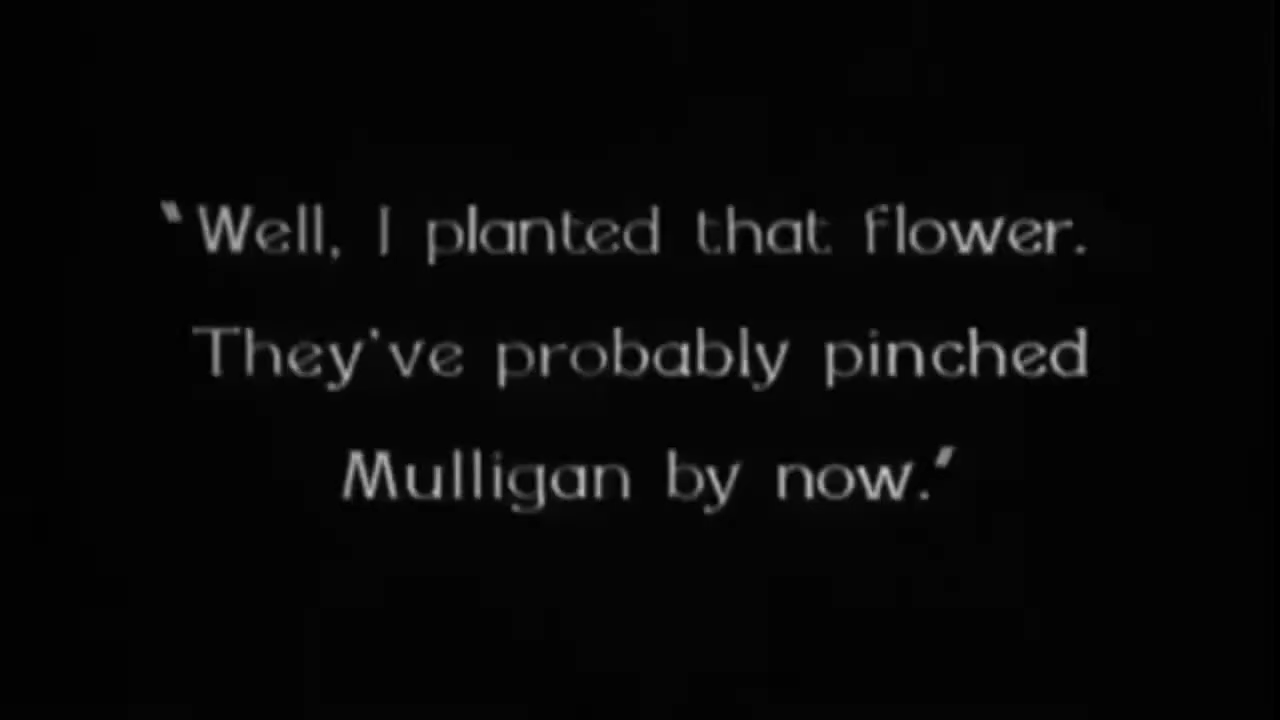 "Well, I planted that flower.
They've probably pinched
Mulligan by now."